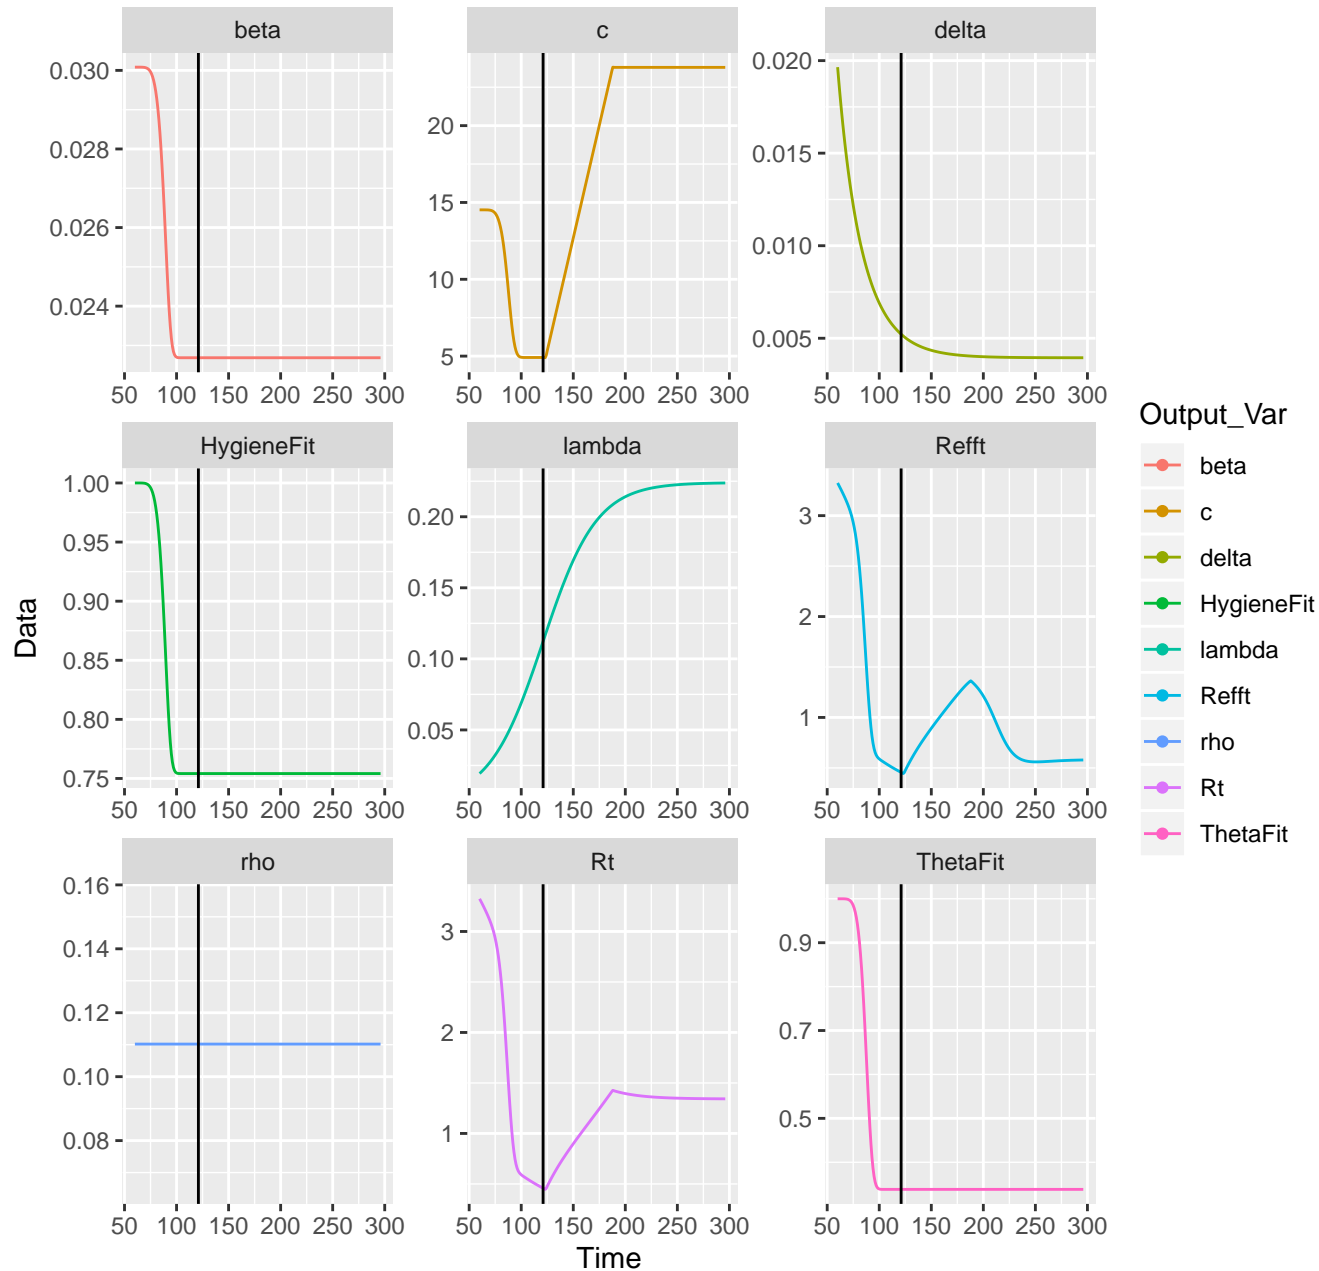 beta
c
delta
0.030
0.028
0.026
0.024
20
15
10
5
0.020
0.015
0.010
0.005
50 100 150 200 250 300
50 100 150 200 250 300
50 100 150 200 250 300
HygieneFit
lambda
Refft
1.00
0.95
0.90
0.85
0.80
0.75
0.20
0.15
0.10
0.05
3
2
1
50 100 150 200 250 300
50 100 150 200 250 300
50 100 150 200 250 300
rho
Rt
ThetaFit
0.16
0.14
0.12
0.10
0.08
3
2
1
0.9
0.7
0.5
50 100 150 200 250 300
50 100 150 200 250 300
50 100 150 200 250 300
Data
Time
Output_Var
beta
c
delta
HygieneFit
lambda
Refft
rho
Rt
ThetaFit